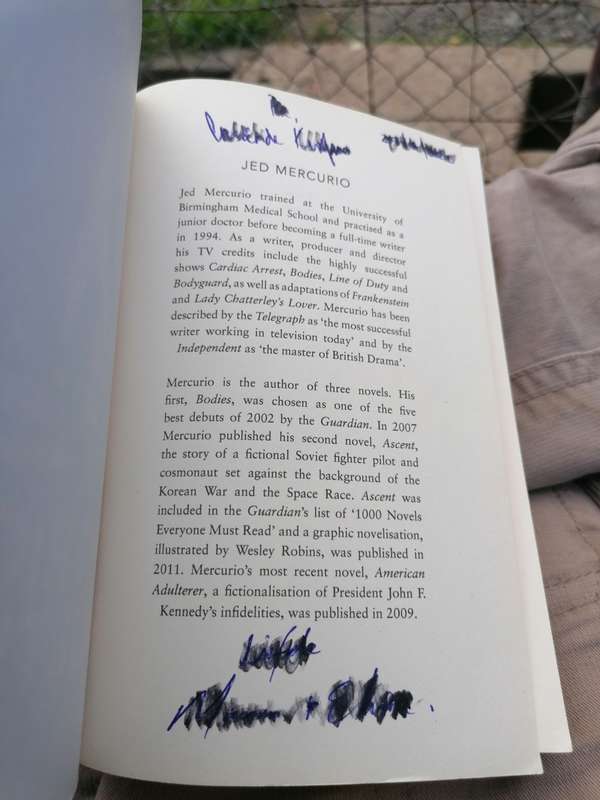 JED MERCURIO
Jed Mercurio trained at the University of
Birmingham Medical School and practised as a
junior doctor before becoming a full-time writer
in 1994. As a writer, producer and director
his TV credits include the highly successful
shows Cardiac Arrest, Bodies, Line of Duty and
Bodyguard, as well as adaptations of Frankenstein
and Lady Chatterley's Lover. Mercurio has been
described by the Telegraph as 'the most successful
writer working in television today' and by the
Independent as 'the master of British Drama'.
Mercurio is the author of three novels. His
first, Bodies, was chosen as one of the five
best debuts of 2002 by the Guardian. In 2007
Mercurio published his second novel, Ascent,
the story of a fictional Soviet fighter pilot and
cosmonaut set against the background of the
Korean War and the Space Race. Ascent was
included in the Guardian's list of '1000 Novels
Everyone Must Read' and a graphic novelisation,
illustrated by Wesley Robins, was published in
2011. Mercurio's most recent novel, American
Adulterer, a fictionalisation of President John F.
Kennedy's infidelities, was published in 2009.